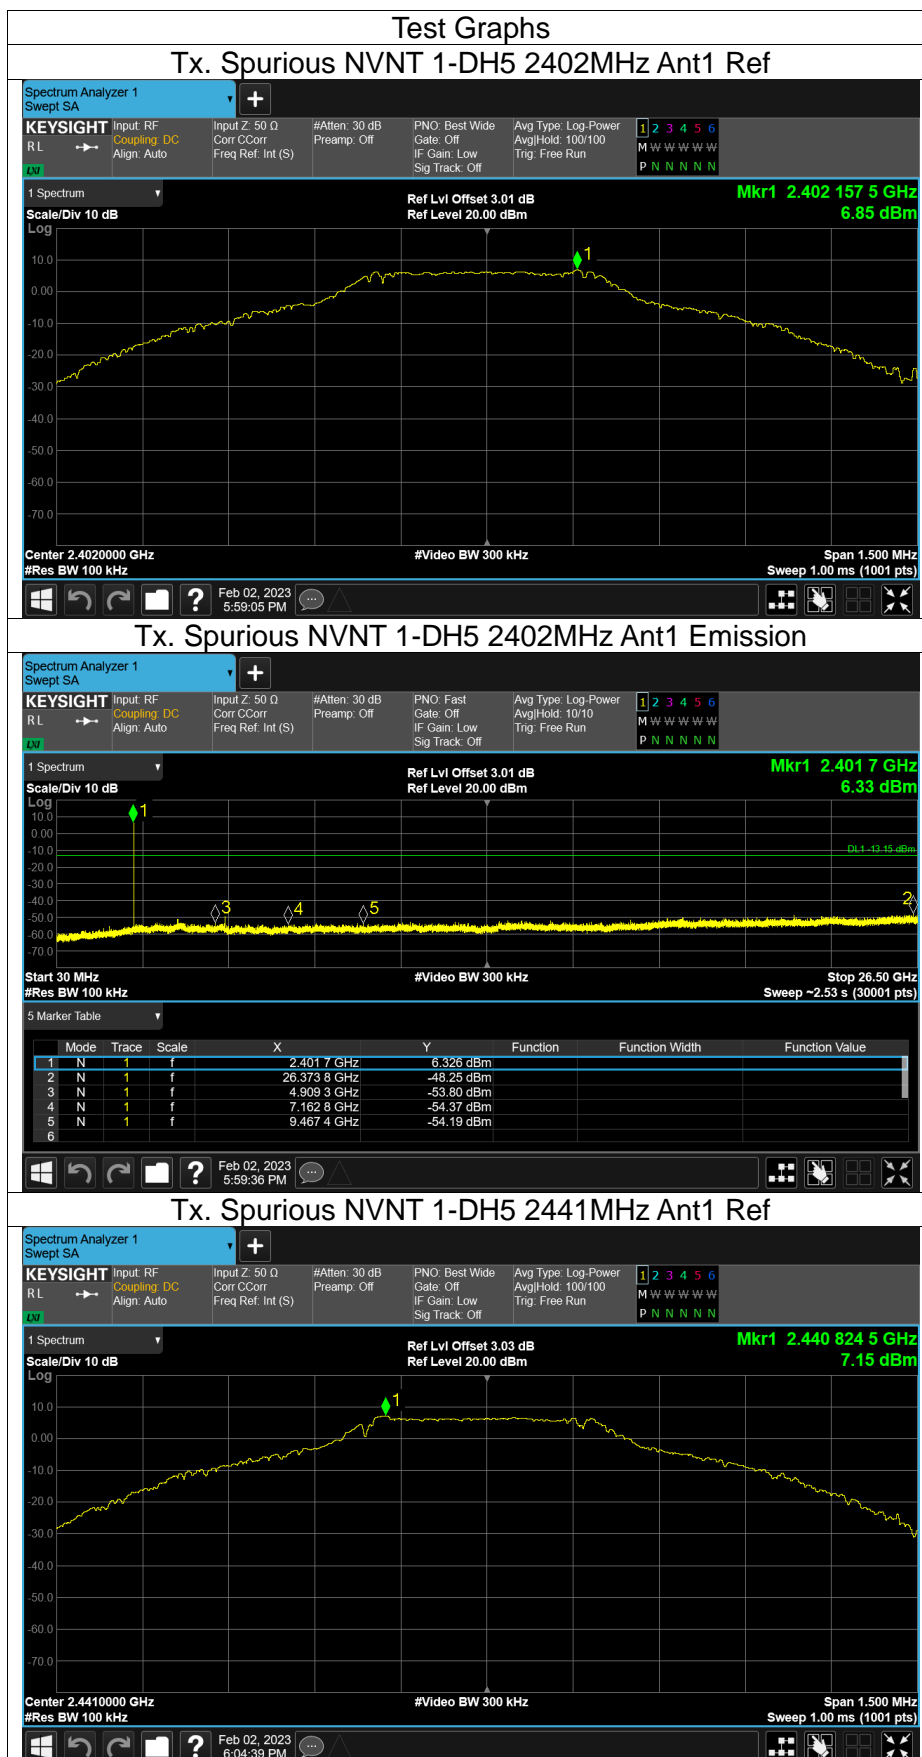 Test Graphs
Tx. Spurious NVNT 1-DH5 2402MHz Ant1 Ref
Spectrum Analyzer 1
Swept SA
+
KEYSIGHT Input: RF Input Z: 50 Ω #Atten: 30 dB PNO: Best Wide Avg Type: Log-Power 1 2 3 4 5 6
RL Coupling: DC Corr CCorr Preamp: Off Gate: Off Avg|Hold: 100/100 M W W W W W
Align: Auto Freq Ref: Int (S) IF Gain: Low Trig: Free Run
LXI Sig Track: Off P N N N N N
1 Spectrum Ref Lvl Offset 3.01 dB Mkr1 2.402 157 5 GHz
Scale/Div 10 dB Ref Level 20.00 dBm 6.85 dBm
Log
1
10.0
0.00
-10.0
-20.0
-30.0
-40.0
-50.0
-60.0
-70.0
Center 2.4020000 GHz #Video BW 300 kHz Span 1.500 MHz
#Res BW 100 kHz Sweep 1.00 ms (1001 pts)
? Feb 02, 2023
5:59:05 PM
Tx. Spurious NVNT 1-DH5 2402MHz Ant1 Emission
Spectrum Analyzer 1
Swept SA
+
KEYSIGHT Input: RF Input Z: 50 Ω #Atten: 30 dB PNO: Fast Avg Type: Log-Power 1 2 3 4 5 6
RL Coupling: DC Corr CCorr Preamp: Off Gate: Off Avg|Hold: 10/10 M W W W W W
Align: Auto Freq Ref: Int (S) IF Gain: Low Trig: Free Run
LXI Sig Track: Off P N N N N N
1 Spectrum Ref Lvl Offset 3.01 dB Mkr1 2.401 7 GHz
Scale/Div 10 dB Ref Level 20.00 dBm 6.33 dBm
Log
10.0 1
0.00
-10.0 DL1 -13.15 dBm
-20.0
-30.0
-40.0 2
-50.0 3 4 5
-60.0
-70.0
Start 30 MHz #Video BW 300 kHz Stop 26.50 GHz
#Res BW 100 kHz Sweep ~2.53 s (30001 pts)
5 Marker Table
Mode Trace Scale X Y Function Function Width Function Value
1 N 1 f 2.401 7 GHz 6.326 dBm
2 N 1 f 26.373 8 GHz -48.25 dBm
3 N 1 f 4.909 3 GHz -53.80 dBm
4 N 1 f 7.162 8 GHz -54.37 dBm
5 N 1 f 9.467 4 GHz -54.19 dBm
6
? Feb 02, 2023
5:59:36 PM
Tx. Spurious NVNT 1-DH5 2441MHz Ant1 Ref
Spectrum Analyzer 1
Swept SA
+
KEYSIGHT Input: RF Input Z: 50 Ω #Atten: 30 dB PNO: Best Wide Avg Type: Log-Power 1 2 3 4 5 6
RL Coupling: DC Corr CCorr Preamp: Off Gate: Off Avg|Hold: 100/100 M W W W W W
Align: Auto Freq Ref: Int (S) IF Gain: Low Trig: Free Run
LXI Sig Track: Off P N N N N N
1 Spectrum Ref Lvl Offset 3.03 dB Mkr1 2.440 824 5 GHz
Scale/Div 10 dB Ref Level 20.00 dBm 7.15 dBm
Log
1
10.0
0.00
-10.0
-20.0
-30.0
-40.0
-50.0
-60.0
-70.0
Center 2.4410000 GHz #Video BW 300 kHz Span 1.500 MHz
#Res BW 100 kHz Sweep 1.00 ms (1001 pts)
? Feb 02, 2023
6:04:39 PM